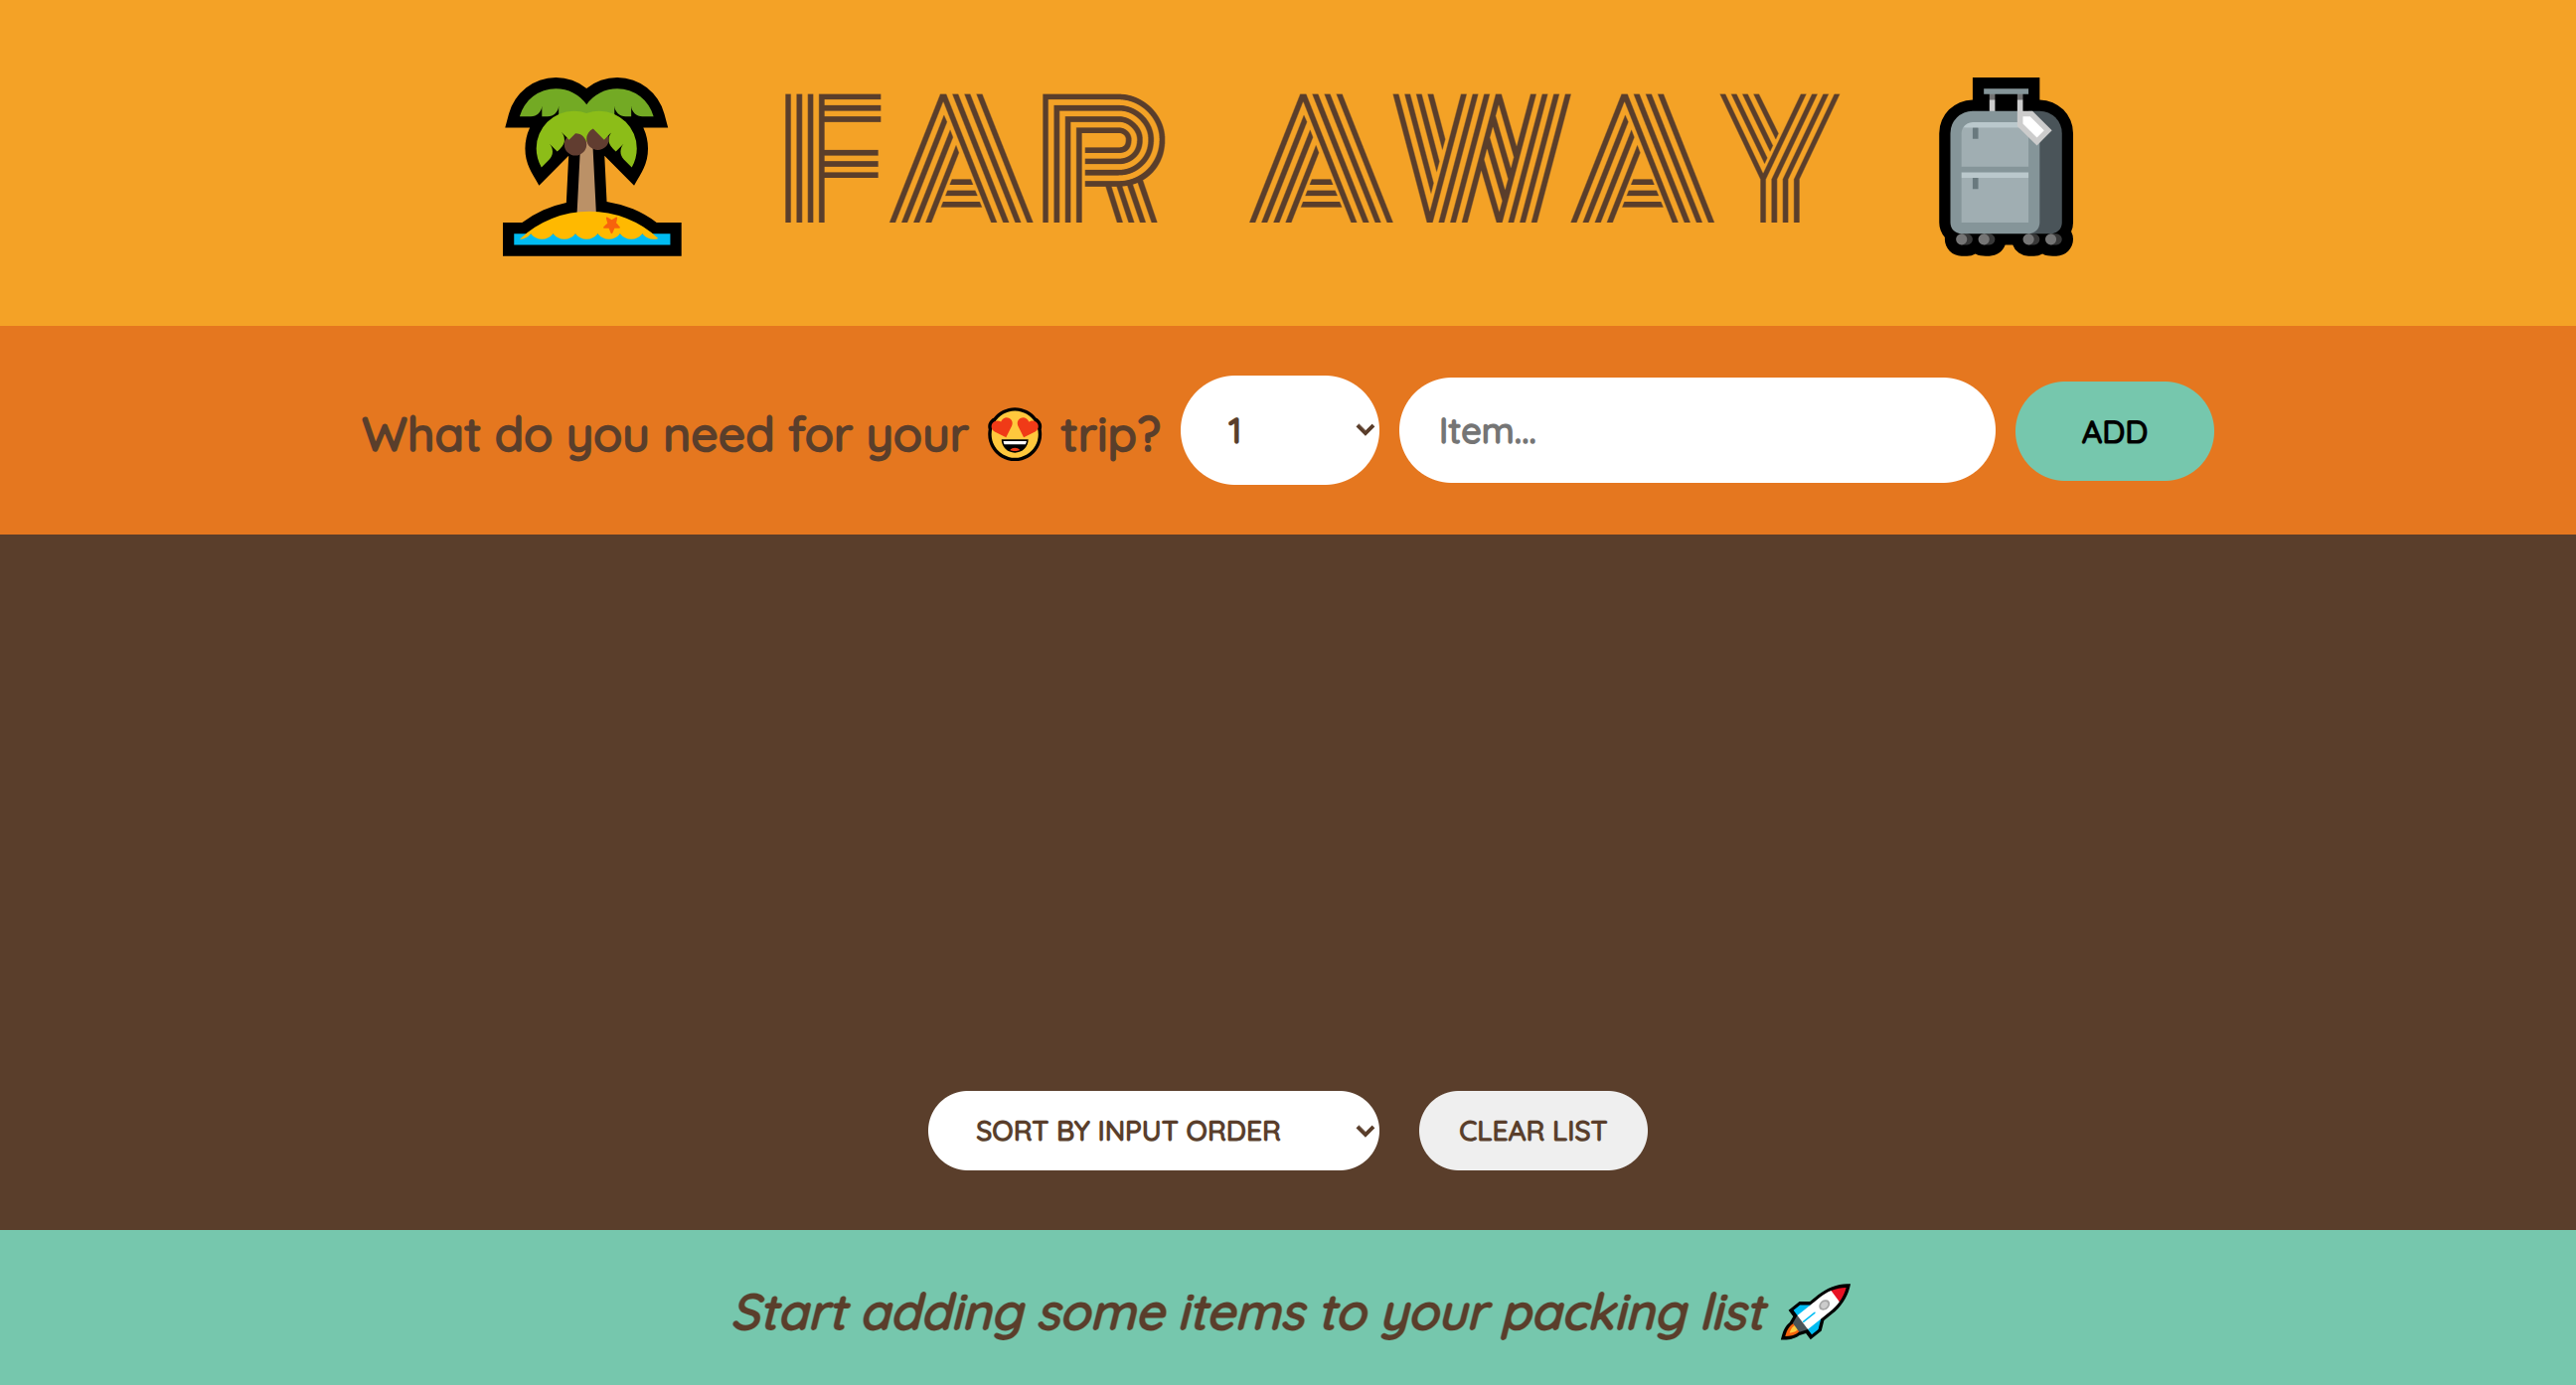 🌴 FAR AWAY 🧳
What do you need for your 😍 trip? 1 Item... ADD
SORT BY INPUT ORDER CLEAR LIST
Start adding some items to your packing list 🚀